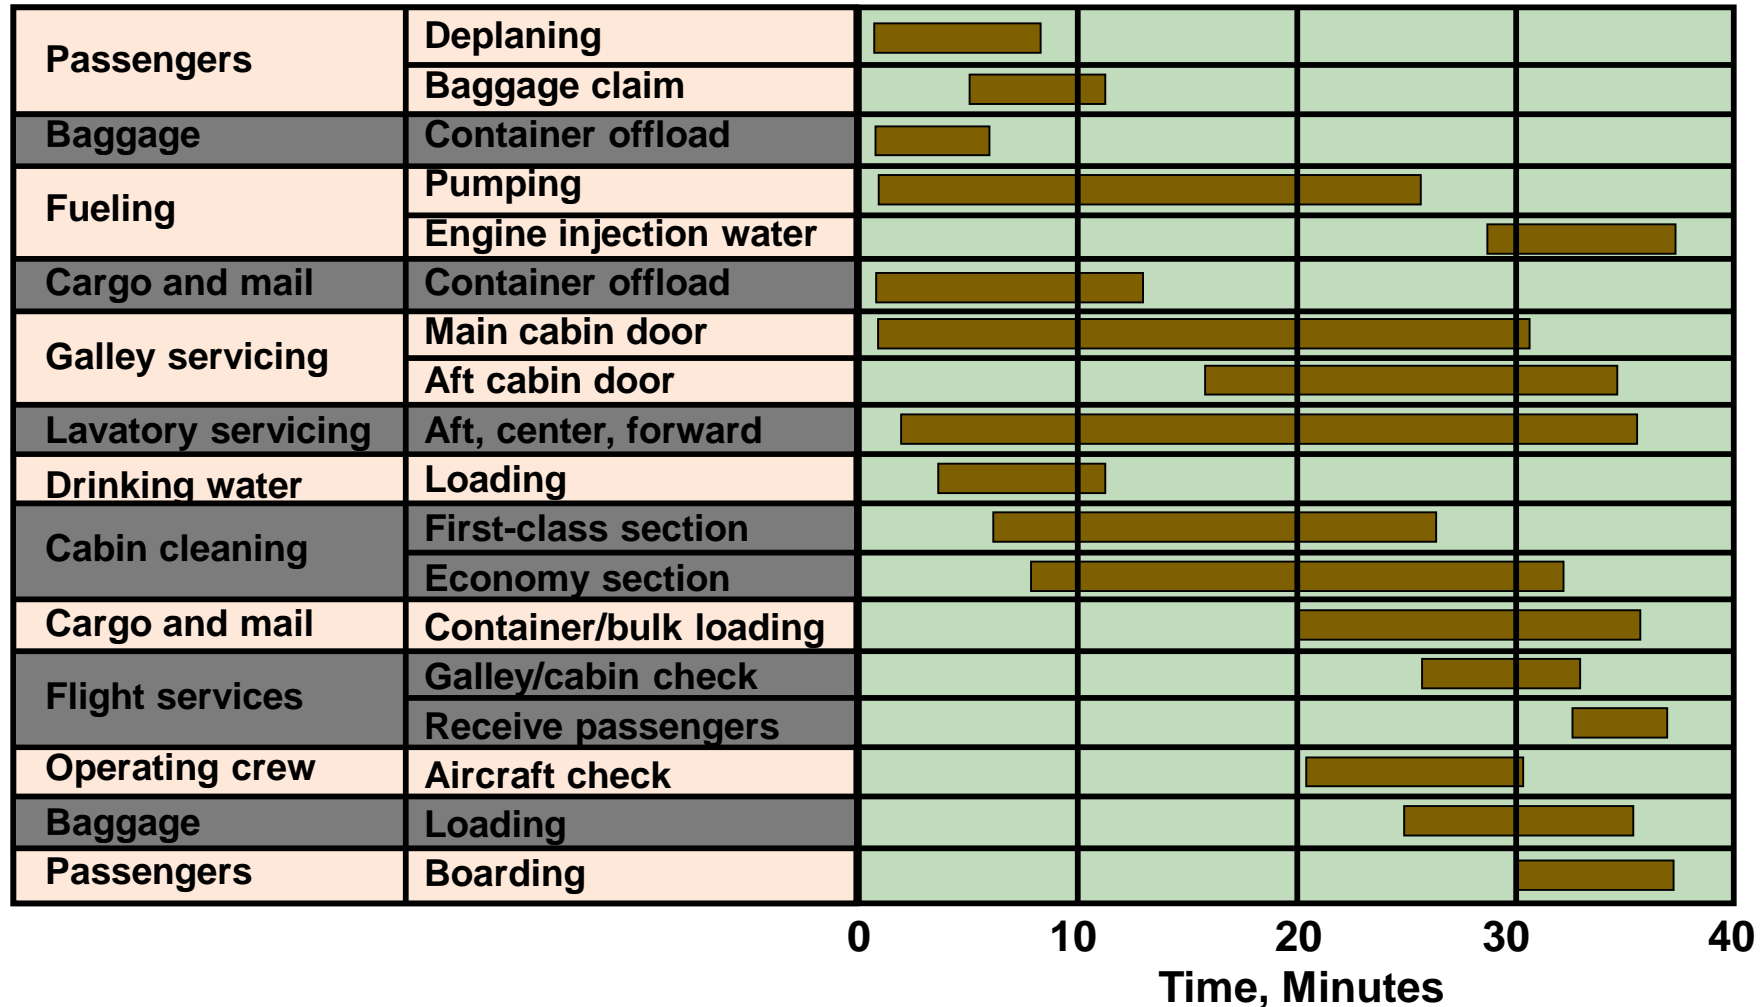 Passengers
Deplaning
Baggage claim
Baggage
Container offload
Fueling
Pumping
Engine injection water
Cargo and mail
Container offload
Galley servicing
Main cabin door
Aft cabin door
Lavatory servicing
Aft, center, forward
Drinking water
Loading
Cabin cleaning
First-class section
Economy section
Cargo and mail
Container/bulk loading
Flight services
Galley/cabin check
Receive passengers
Operating crew
Aircraft check
Baggage
Loading
Passengers
Boarding
0 10 20 30 40
Time, Minutes